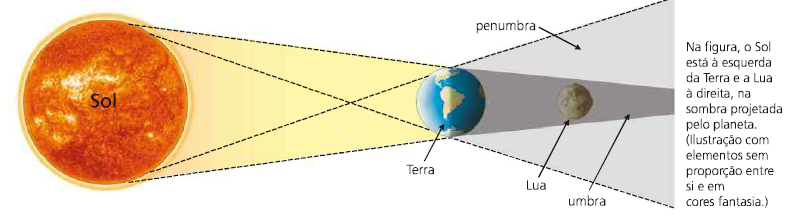 penumbra
Sol
Terra
Lua
umbra
Na figura, o Sol
está à esquerda
da Terra e a Lua
à direita, na
sombra projetada
pelo planeta.
(Ilustração com
elementos sem
proporção entre
si e em
cores fantasia.)